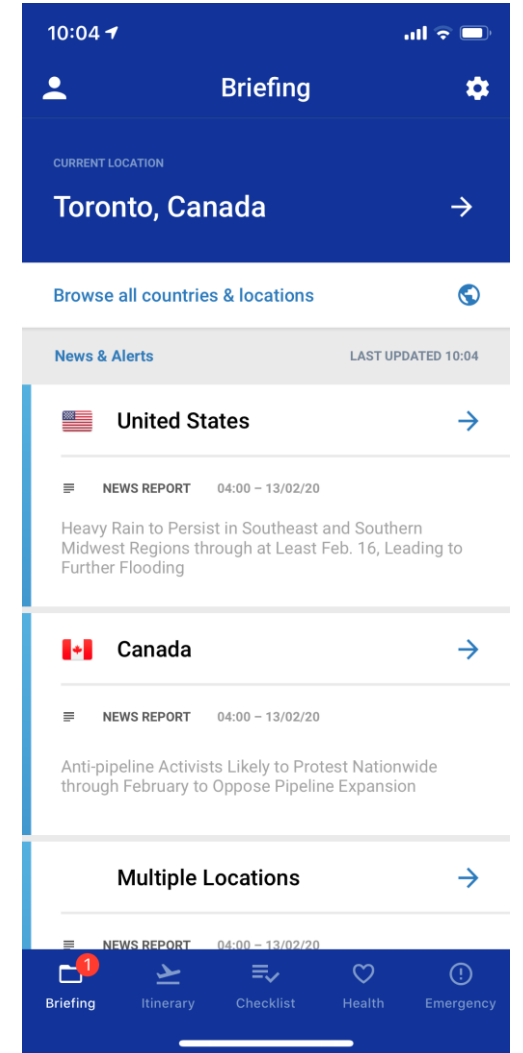 10:04
Briefing
CURRENT LOCATION
Toronto, Canada
Browse all countries & locations
News & Alerts LAST UPDATED 10:04
United States
NEWS REPORT 04:00 – 13/02/20
Heavy Rain to Persist in Southeast and Southern
Midwest Regions through at Least Feb. 16, Leading to
Further Flooding
Canada
NEWS REPORT 04:00 – 13/02/20
Anti-pipeline Activists Likely to Protest Nationwide
through February to Oppose Pipeline Expansion
Multiple Locations
NEWS REPORT 04:00 – 13/02/20
1
Briefing Itinerary Checklist Health Emergency